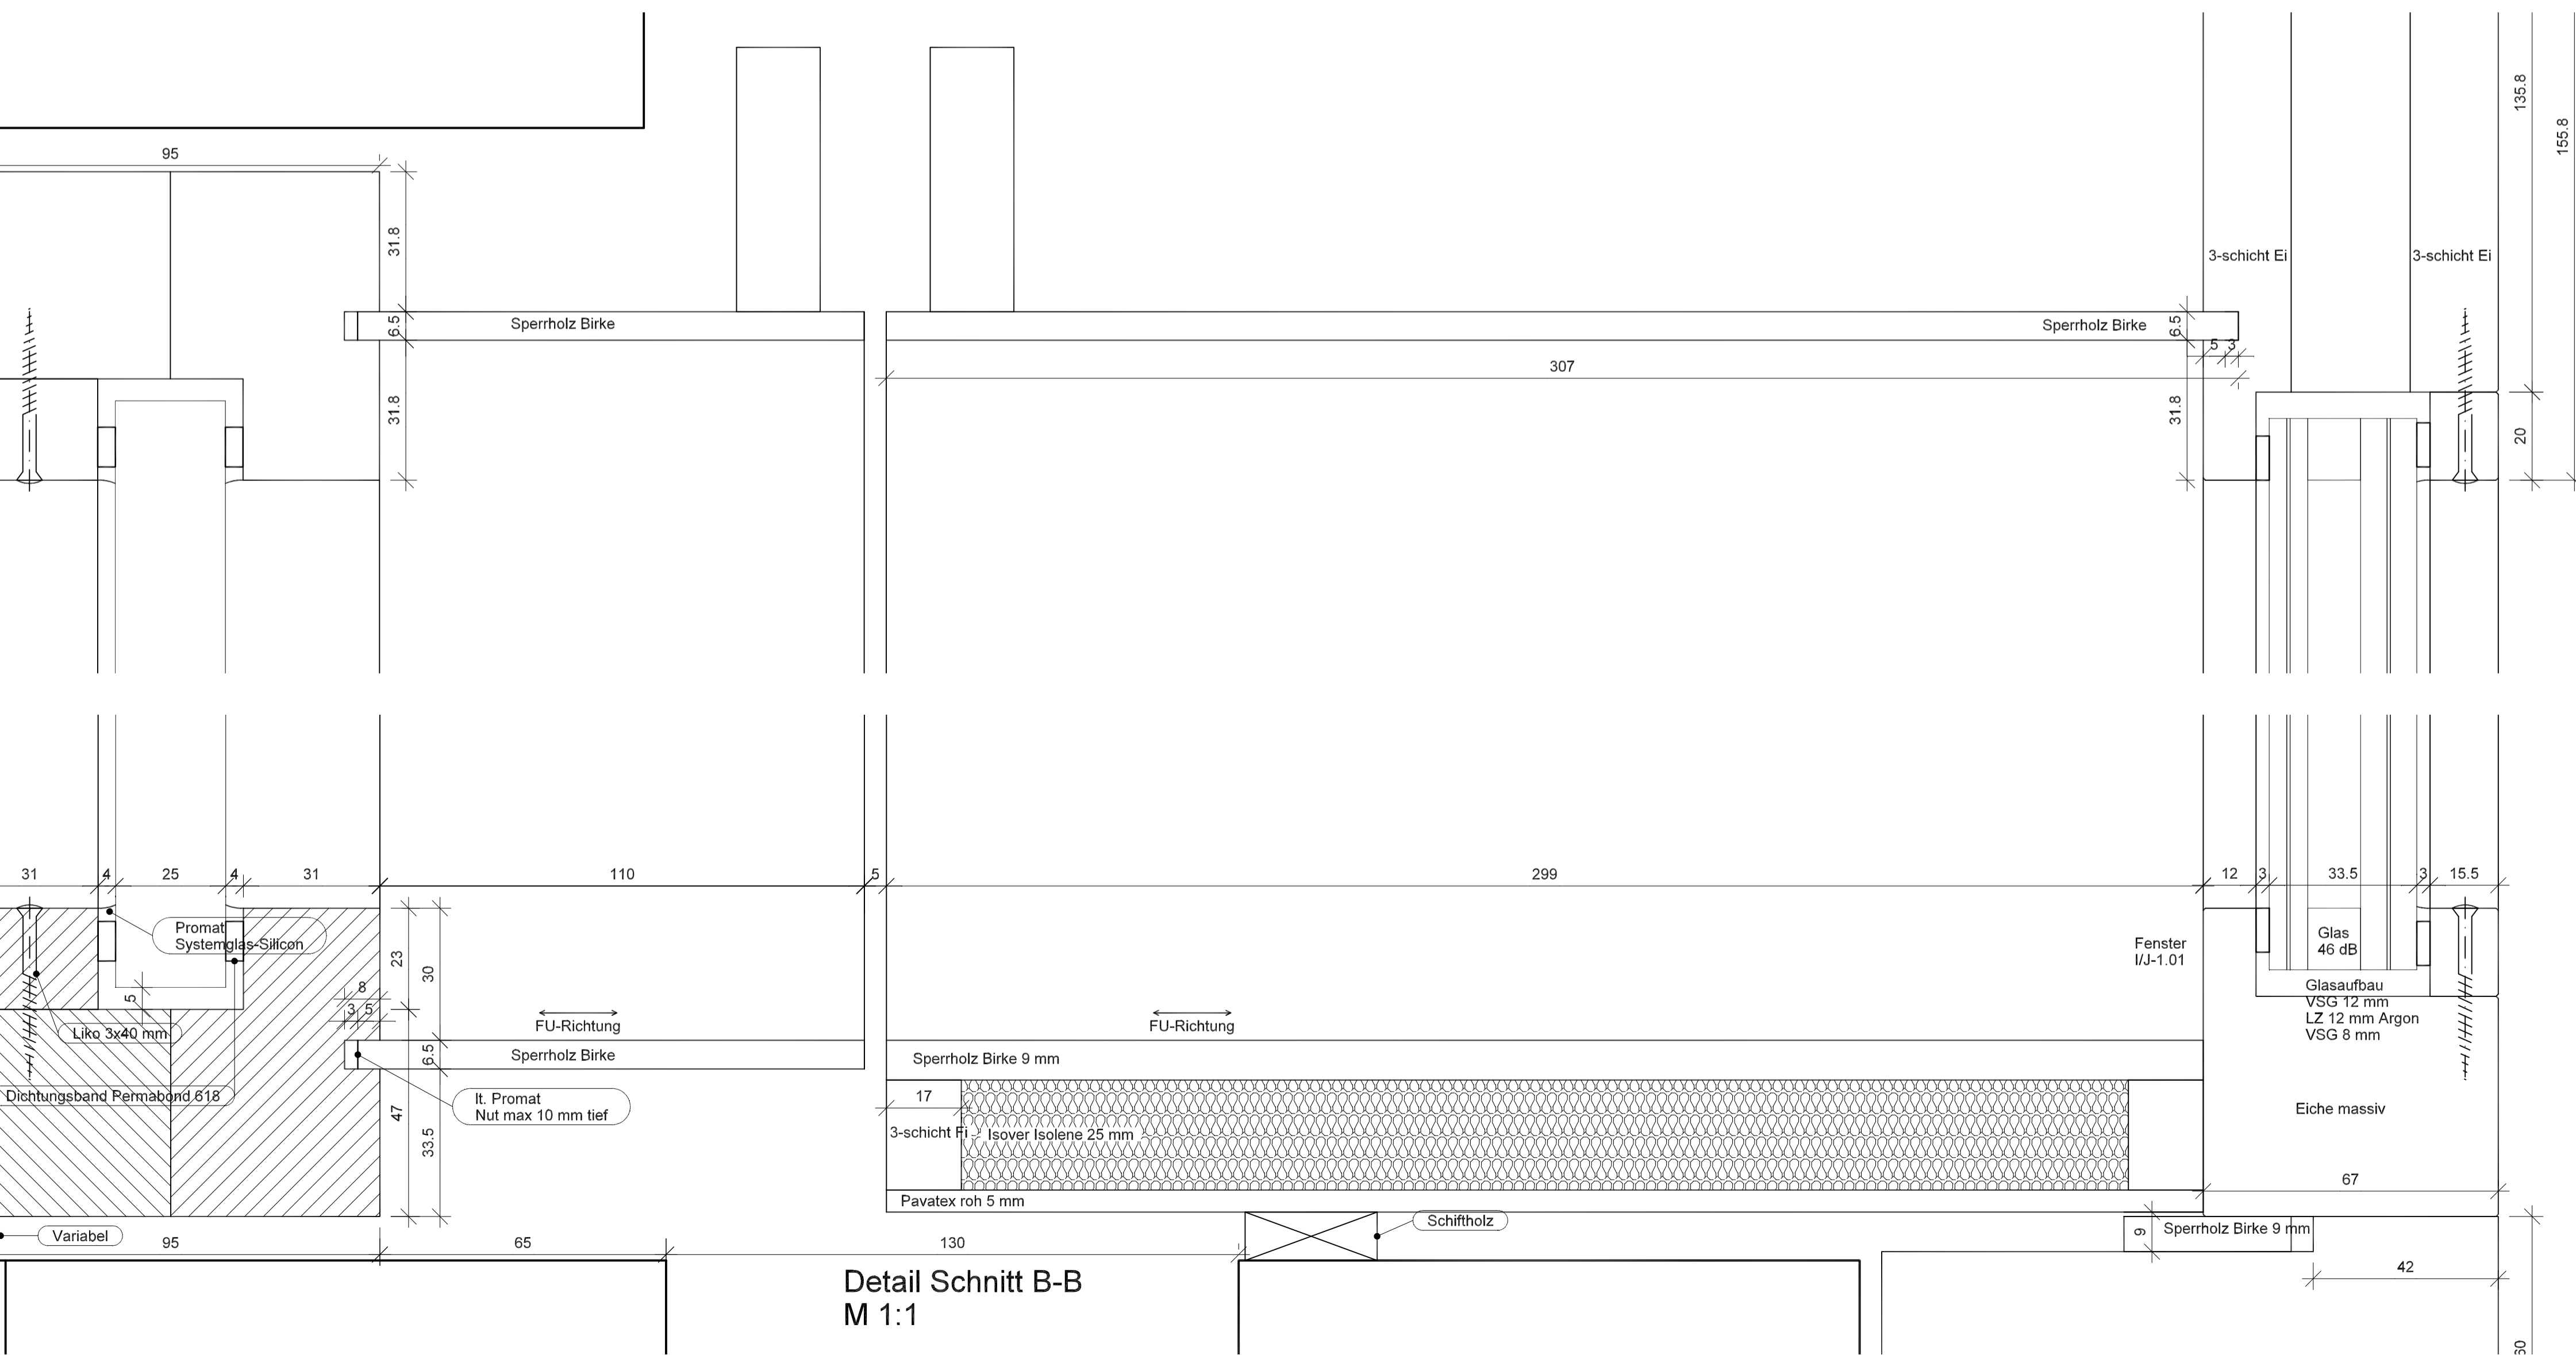 135.8
155.8
95
31.8
3-schicht Ei
3-schicht Ei
6.5
Sperrholz Birke
Sperrholz Birke
6.5
5
3
307
31.8
31.8
20
31
4
25
4
31
110
5
299
12
3
33.5
3
15.5
Promat
Systemglas-Silicon
23
30
Fenster
I/J-1.01
Glas
46 dB
8
5
3
5
Glasaufbau
VSG 12 mm
LZ 12 mm Argon
VSG 8 mm
Liko 3x40 mm
FU-Richtung
FU-Richtung
6.5
Sperrholz Birke
Sperrholz Birke 9 mm
Dichtungsband Permabond 618
lt. Promat
Nut max 10 mm tief
17
47
33.5
3-schicht Fi
Isover Isolene 25 mm
Eiche massiv
67
Pavatex roh 5 mm
Schiftholz
Variabel
9
Sperrholz Birke 9 mm
95
65
130
42
Detail Schnitt B-B
M 1:1